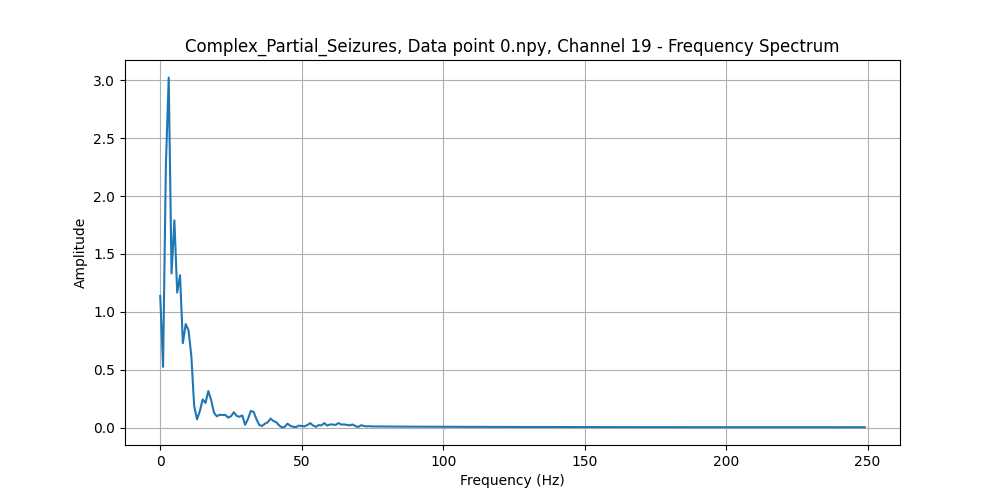 Complex_Partial_Seizures, Data point 0.npy, Channel 19 - Frequency Spectrum
3.0
2.5
2.0
1.5
1.0
0.5
0.0
Amplitude
0 50 100 150 200 250
Frequency (Hz)